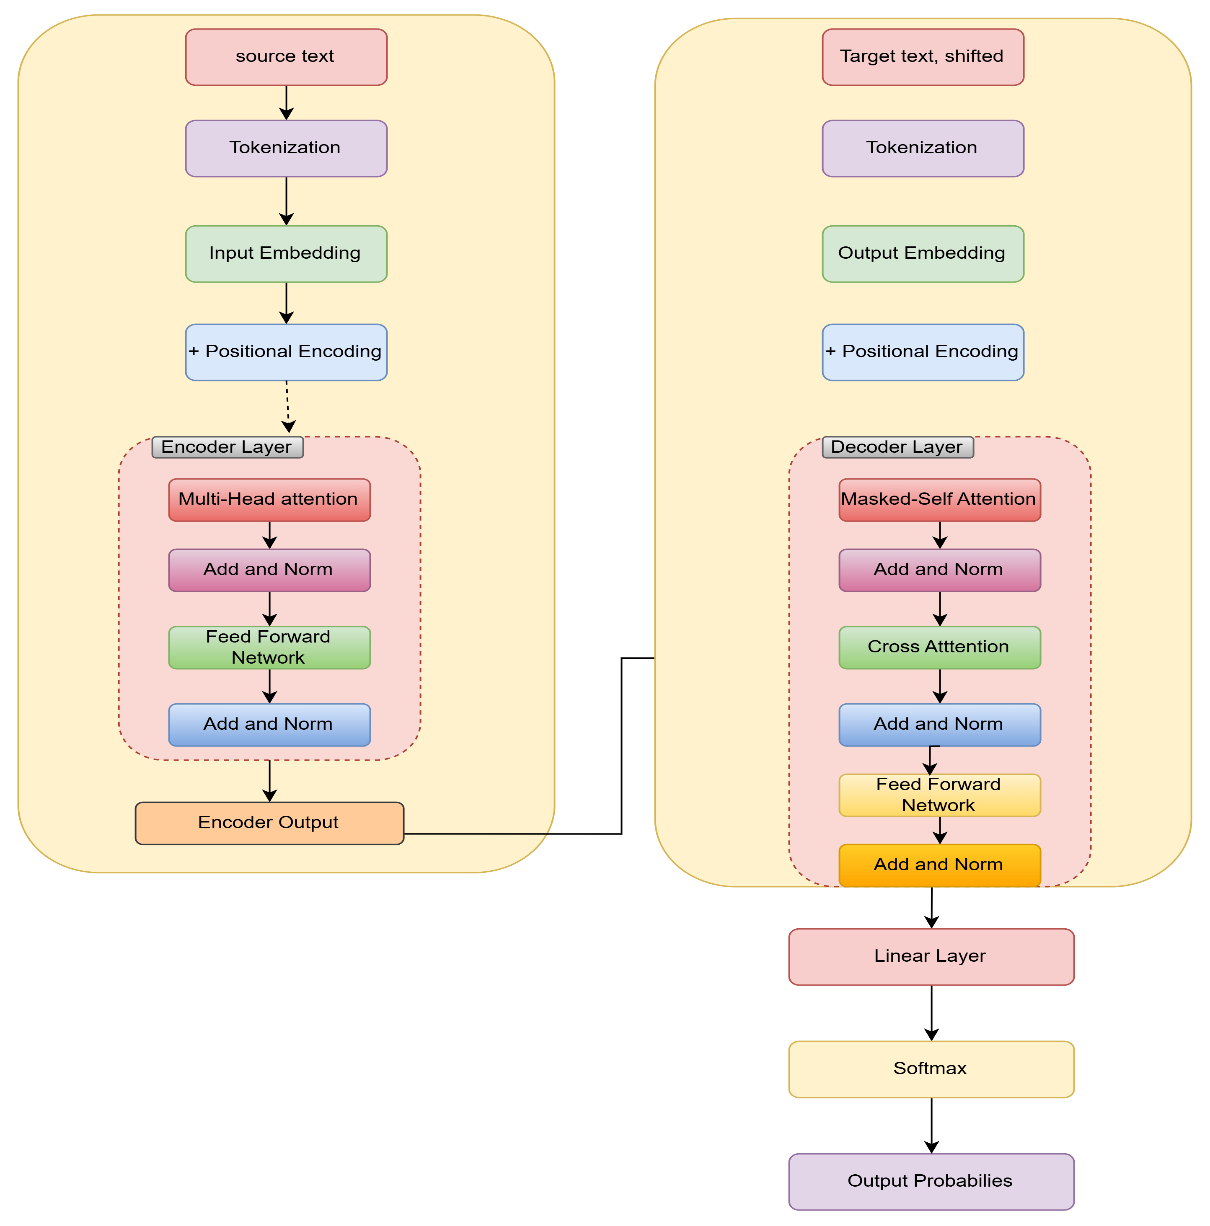 source text
Tokenization
Input Embedding
+ Positional Encoding
Encoder Layer
Multi-Head attention
Add and Norm
Feed Forward
Network
Add and Norm
Encoder Output
Target text, shifted
Tokenization
Output Embedding
+ Positional Encoding
Decoder Layer
Masked-Self Attention
Add and Norm
Cross Atttention
Add and Norm
Feed Forward
Network
Add and Norm
Linear Layer
Softmax
Output Probabilies